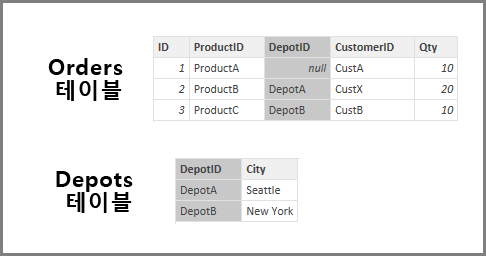 Orders
테이블
ID ProductID DepotID CustomerID Qty
1 ProductA null CustA 10
2 ProductB DepotA CustX 20
3 ProductC DepotB CustB 10
Depots
테이블
DepotID City
DepotA Seattle
DepotB New York